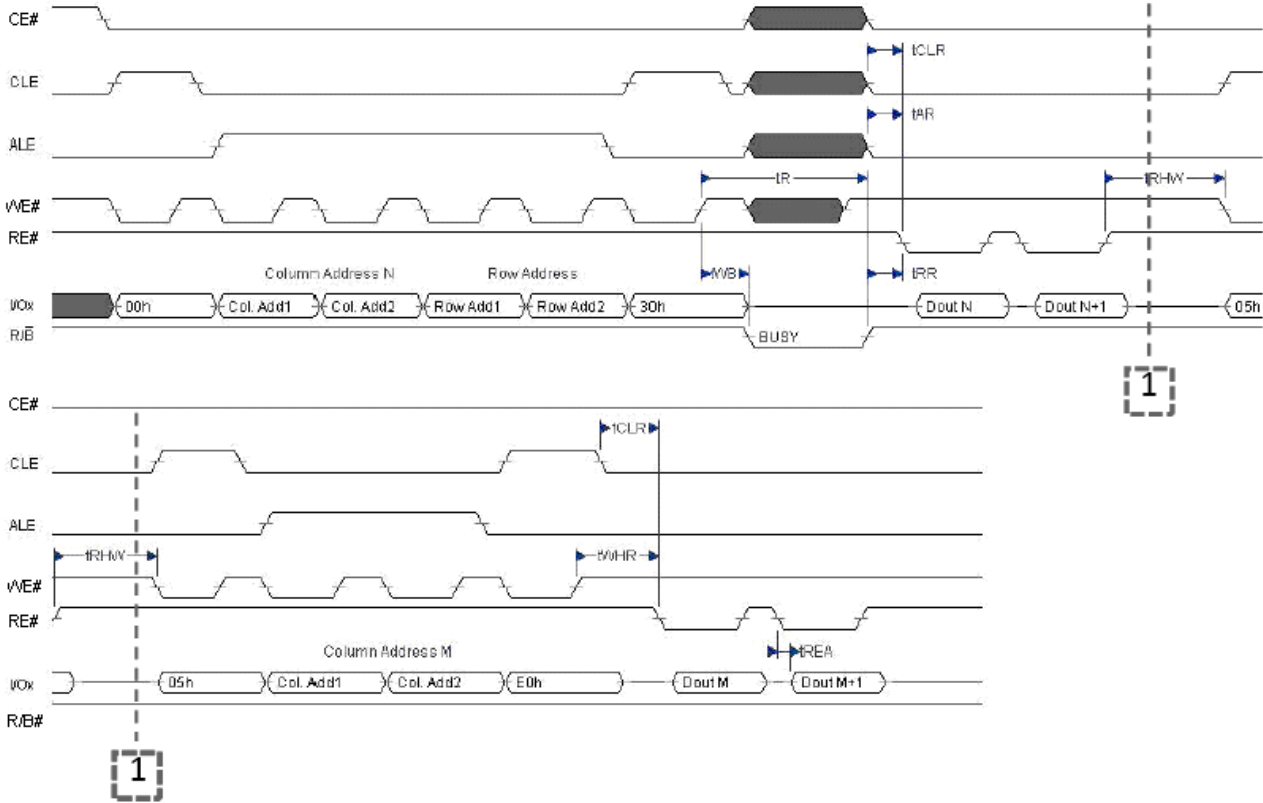 CE#
tCLR
CLE
tAR
ALE
tR
tRHW
WE#
RE#
Column Address N Row Address tWB tRR
I/Ox 00h Col. Add1 Col. Add2 Row Add1 Row Add2 30h Dout N Dout N+1 05h
R/B̅ BUSY
1
CE#
tCLR
CLE
ALE
tRHW tWHR
WE#
RE#
Column Address M tREA
I/Ox 05h Col. Add1 Col. Add2 E0h Dout M Dout M+1
R/B#
1